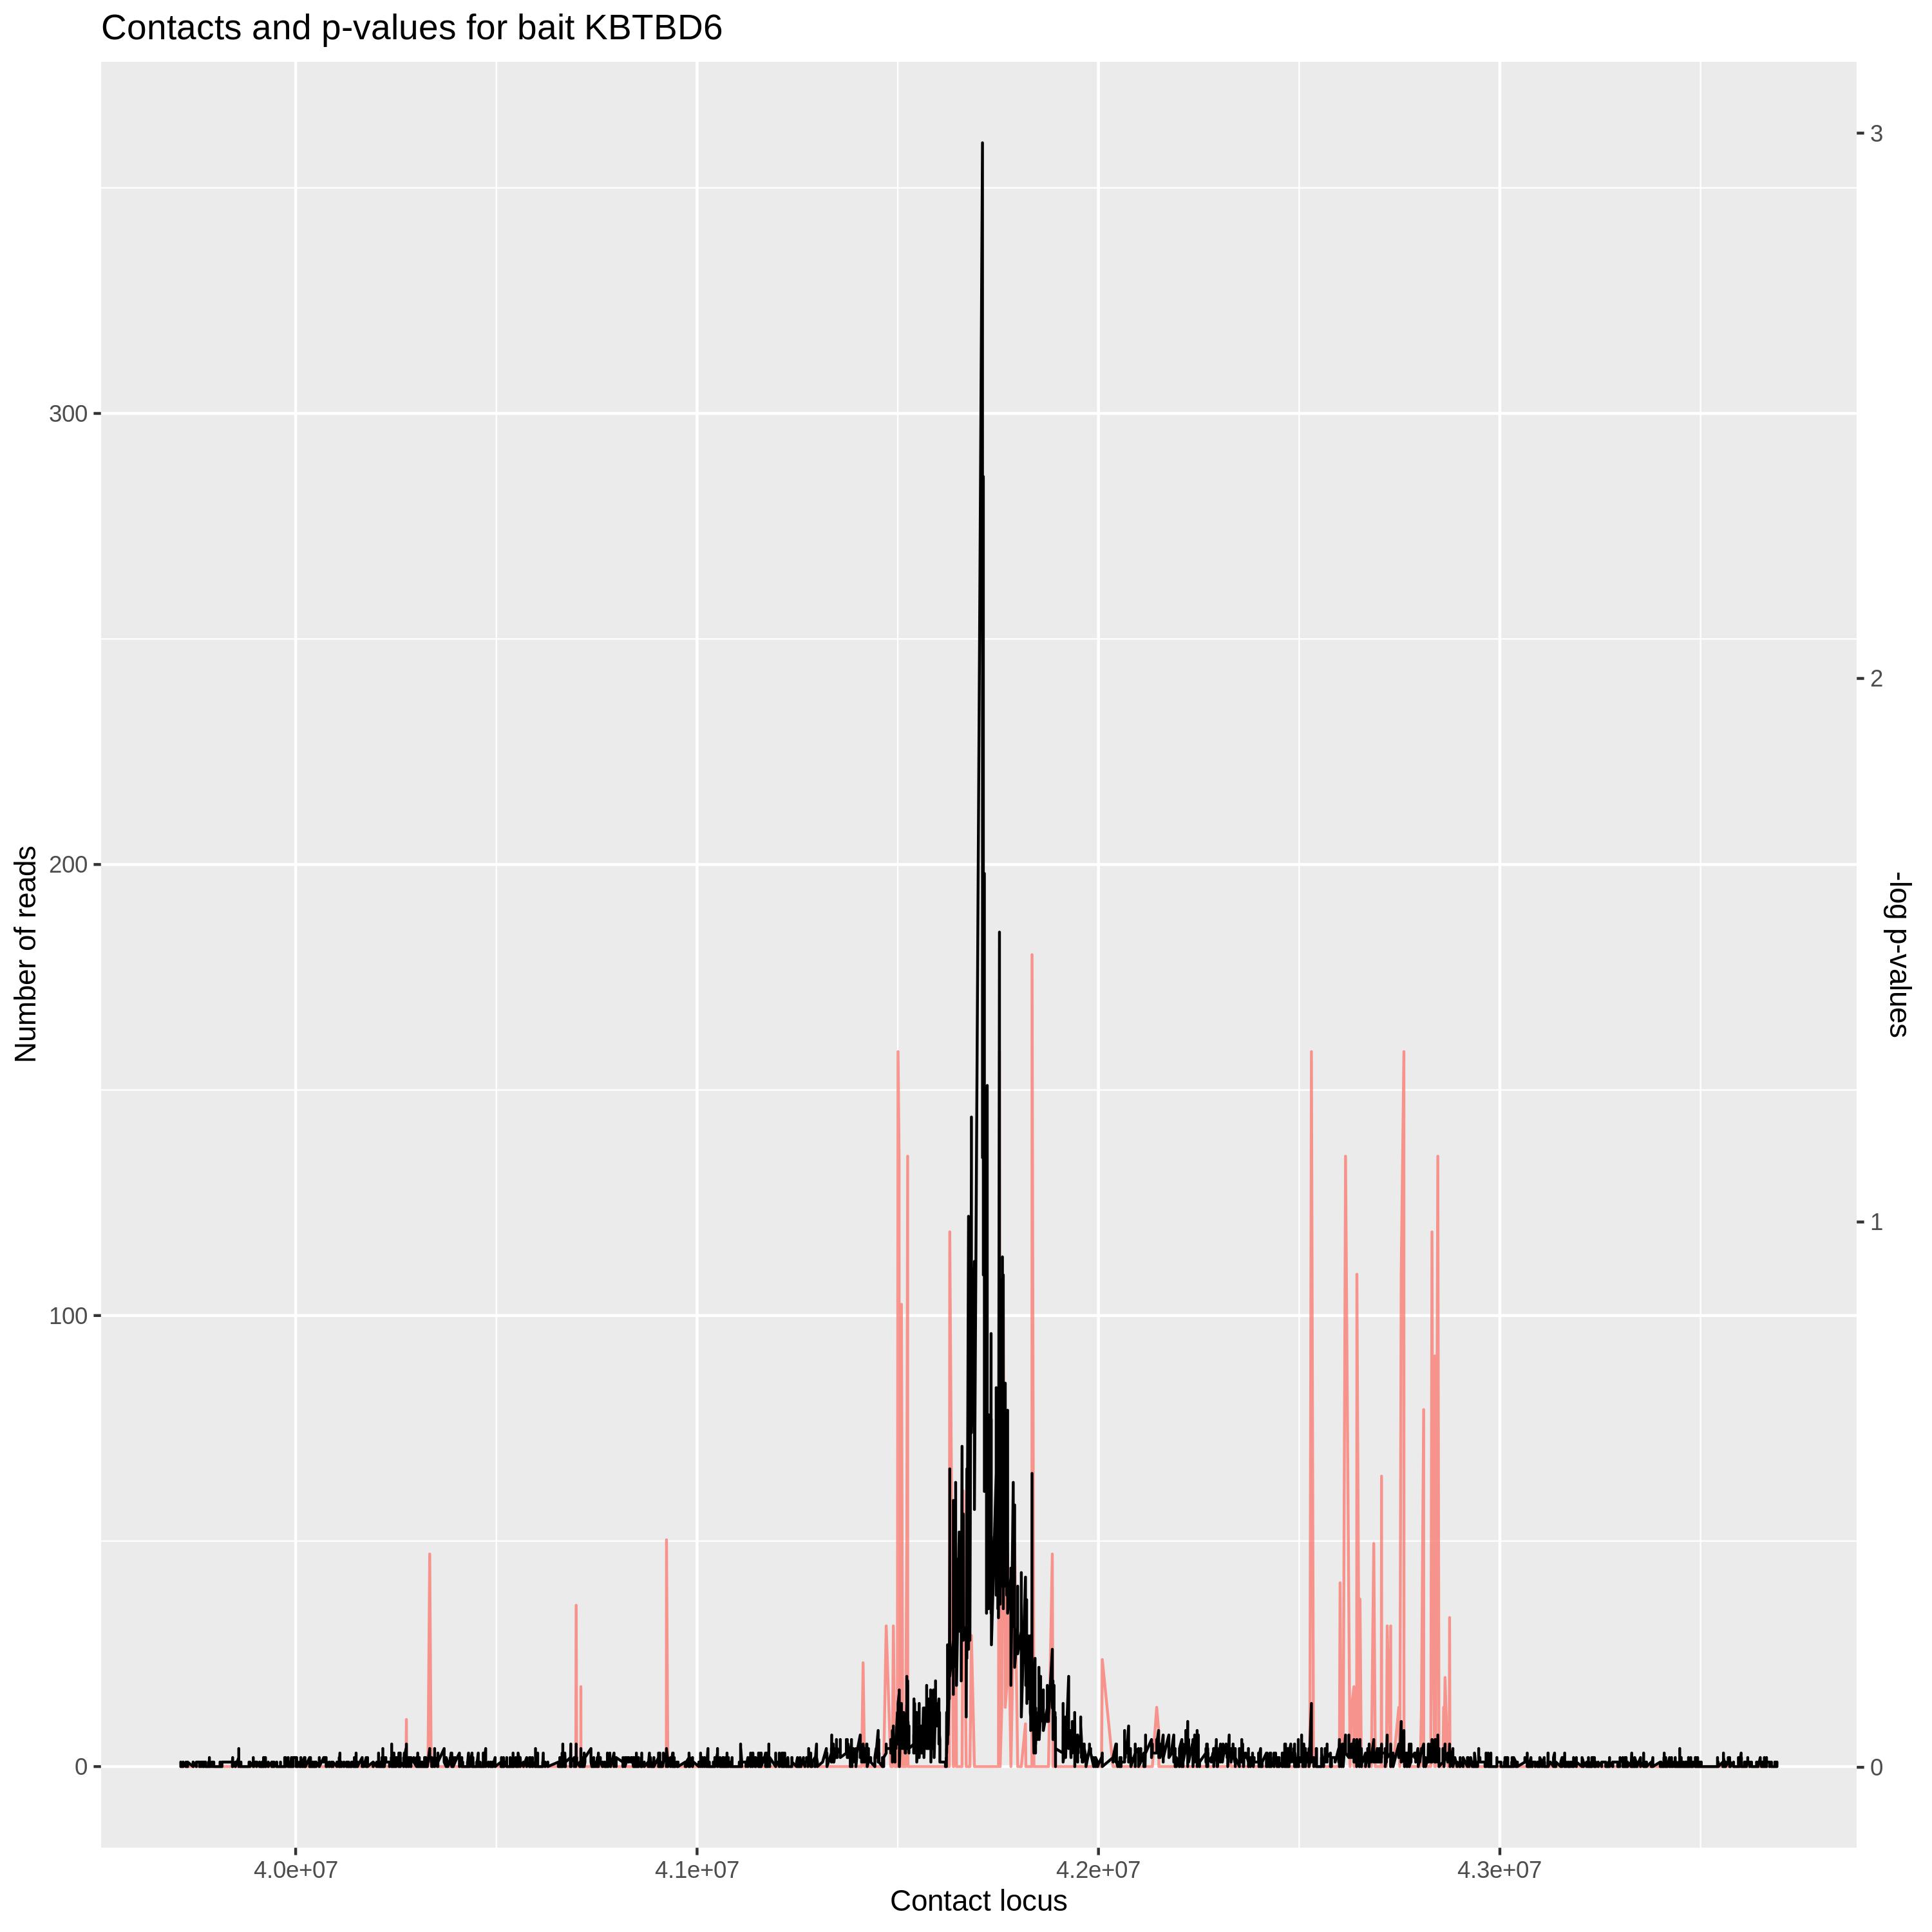 Contacts and p-values for bait KBTBD6
Number of reads
300
200
100
0
-log p-values
3
2
1
0
4.0e+07 4.1e+07 4.2e+07 4.3e+07
Contact locus